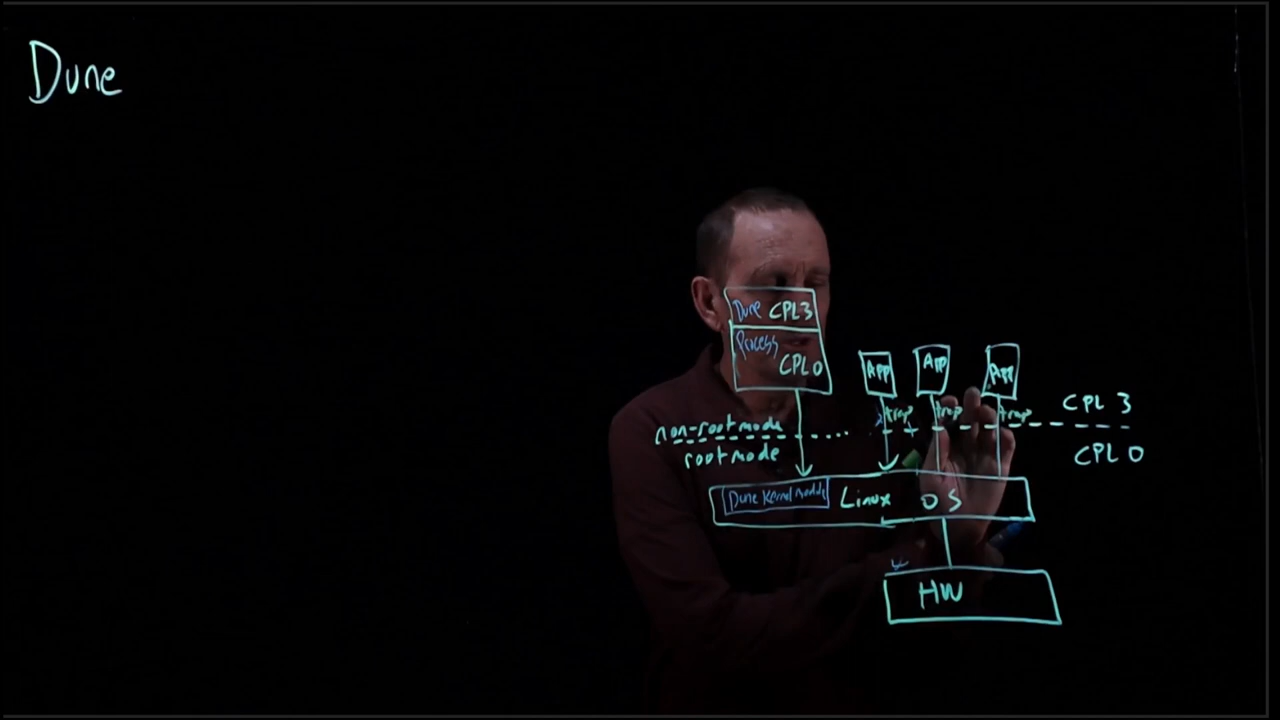 Dune
Dune CPL3
Process
CPL0
App
App
App
trap
trap
trap
CPL 3
non-root mode
root mode
CPL 0
Dune Kernel module
Linux OS
HW